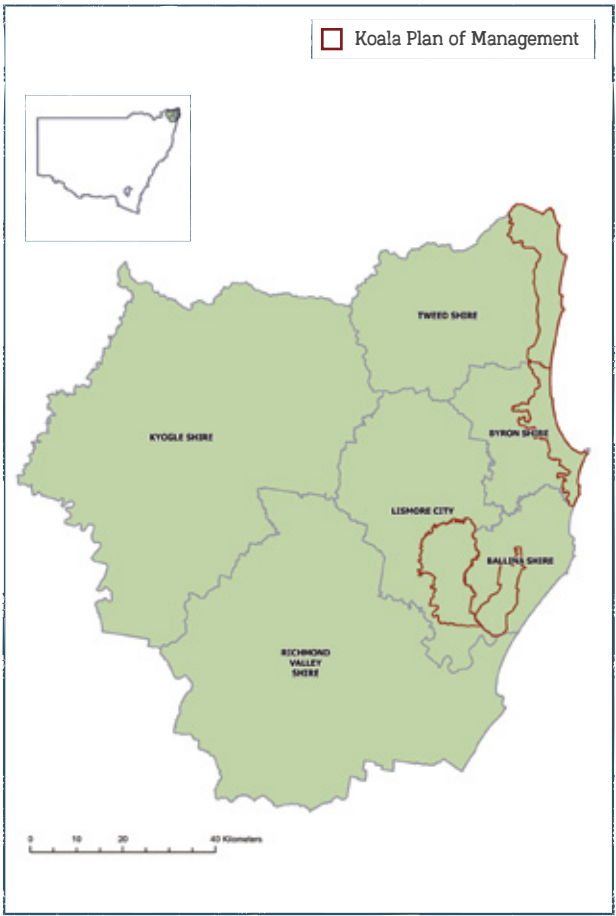 Koala Plan of Management
TWEED SHIRE
KYOGLE SHIRE
BYRON SHIRE
LISMORE CITY
BALLINA SHIRE
RICHMOND
VALLEY
SHIRE
0 10 20 40 Kilometers